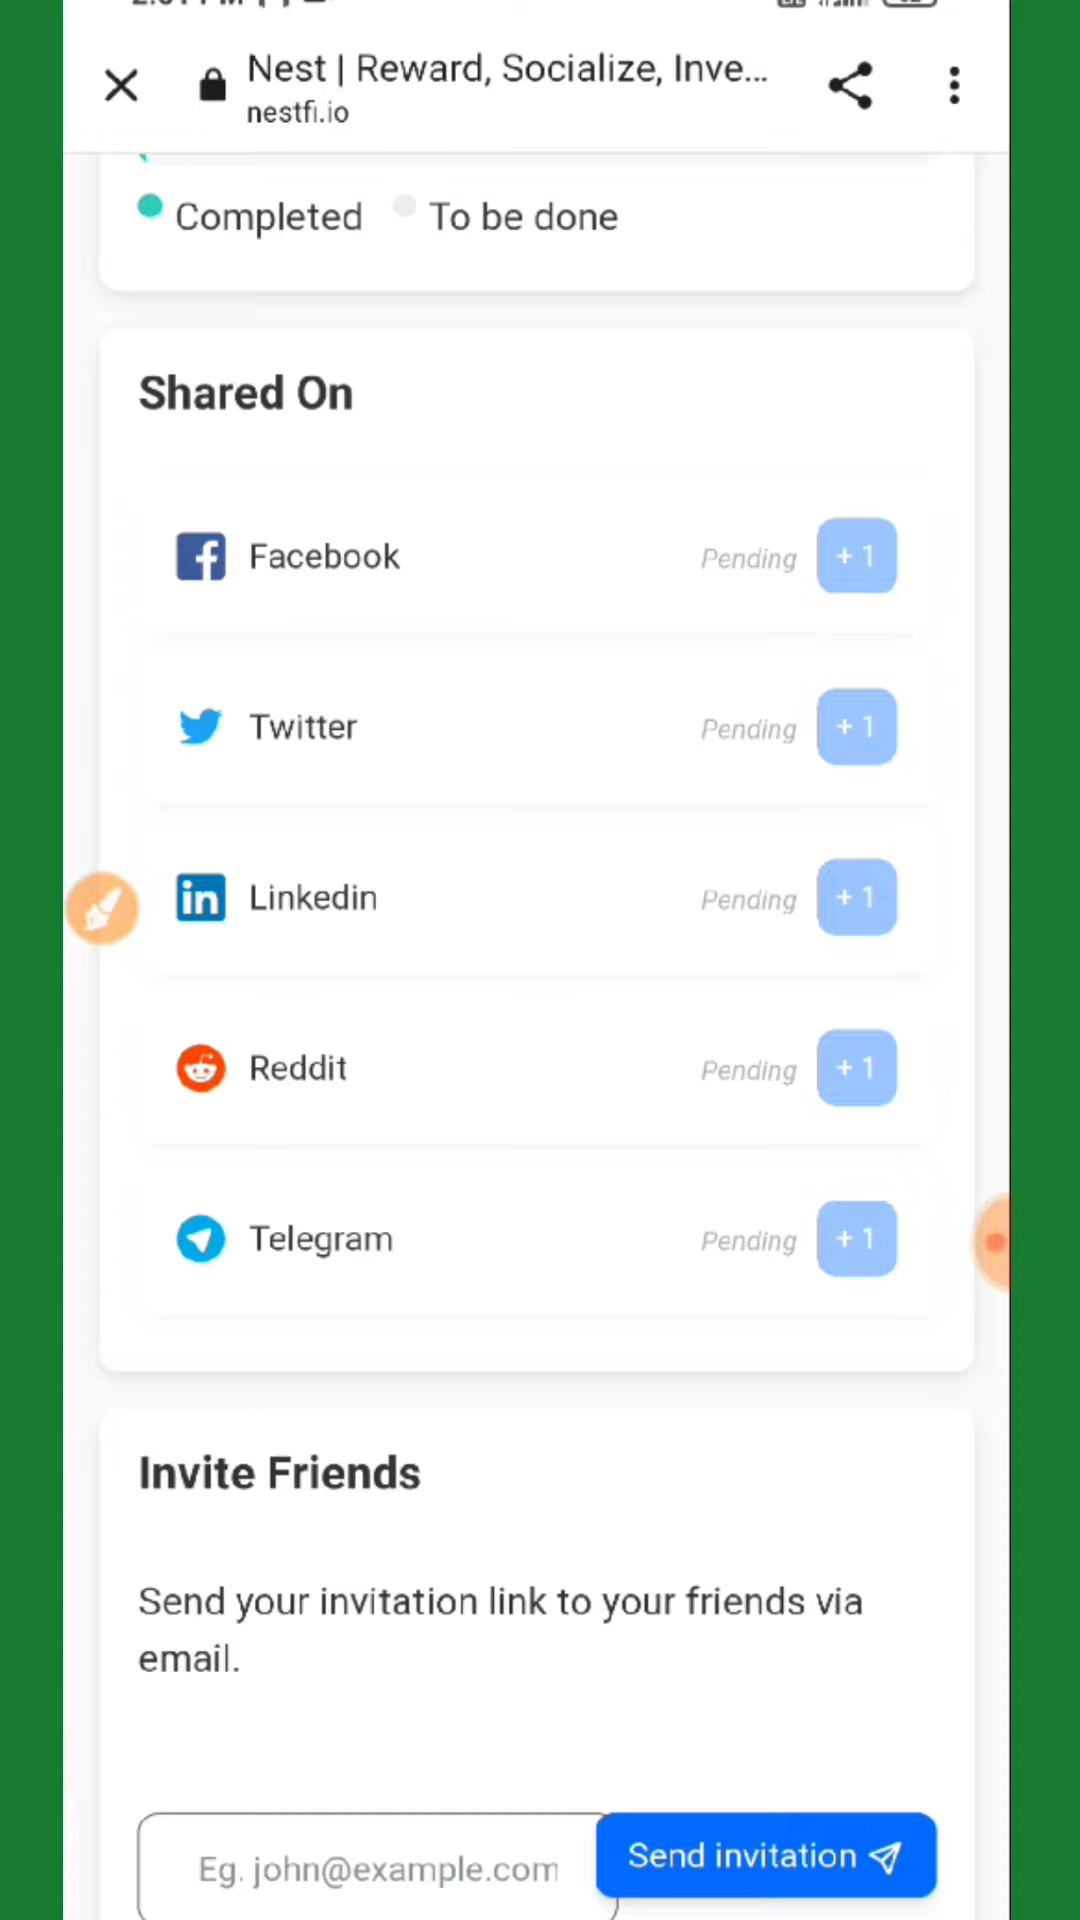 Nest | Reward, Socialize, Inve...
nestfi.io
Completed To be done
Shared On
Facebook Pending + 1
Twitter Pending + 1
Linkedin Pending + 1
Reddit Pending + 1
Telegram Pending + 1
Invite Friends
Send your invitation link to your friends via
email.
Eg. john@example.com Send invitation